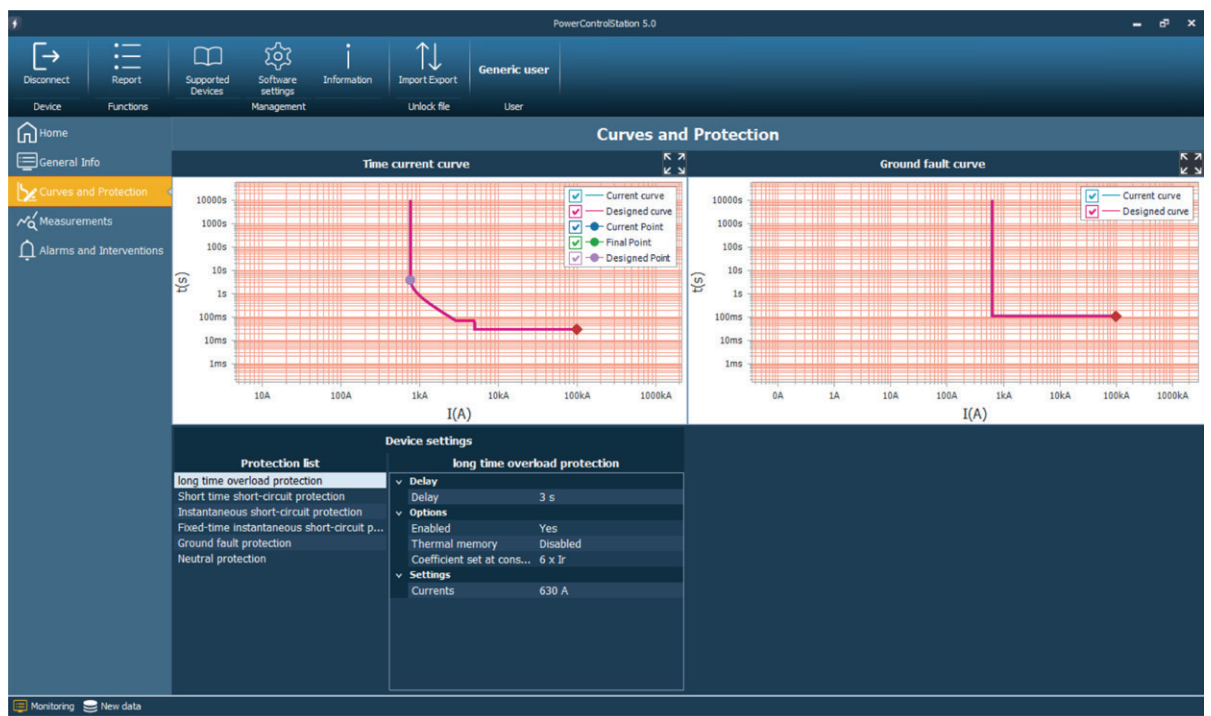 PowerControlStation 5.0
Disconnect
Report
Supported
Devices
Software
settings
Information
Import Export
Generic user
Device
Functions
Management
Unlock file
User
Home
General Info
Curves and Protection
Measurements
Alarms and Interventions
Curves and Protection
Time current curve
10000s
1000s
100s
10s
1s
100ms
10ms
1ms
t(s)
10A
100A
1kA
10kA
100kA
1000kA
I(A)
Current curve
Designed curve
Current Point
Final Point
Designed Point
Ground fault curve
10000s
1000s
100s
10s
1s
100ms
10ms
1ms
t(s)
0A
1A
10A
100A
1kA
10kA
100kA
1000kA
I(A)
Current curve
Designed curve
Device settings
Protection list
long time overload protection
Short time short-circuit protection
Instantaneous short-circuit protection
Fixed-time instantaneous short-circuit p...
Ground fault protection
Neutral protection
long time overload protection
Delay
Delay 3 s
Options
Enabled Yes
Thermal memory Disabled
Coefficient set at cons... 6 x Ir
Settings
Currents 630 A
Monitoring
New data